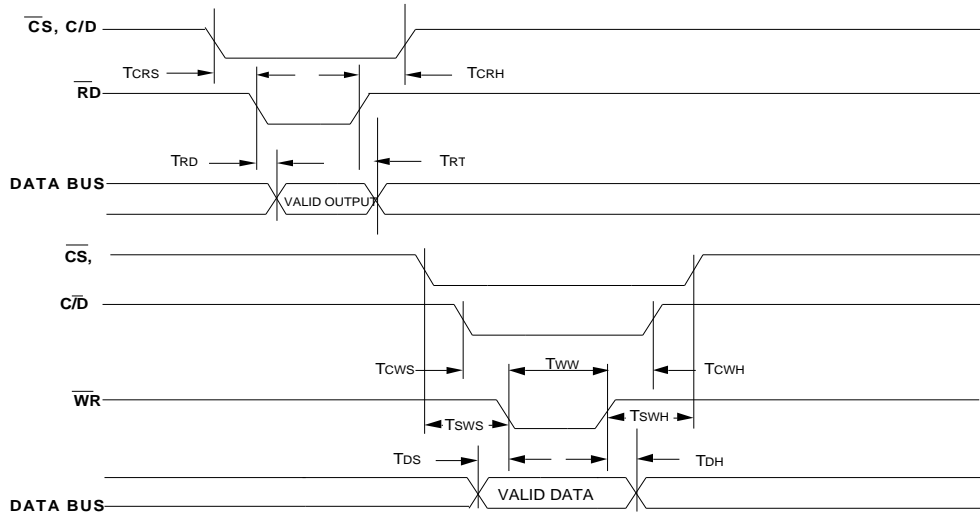 CS, C/D
TCRS
TCRH
RD
TRD
TRT
DATA BUS
VALID OUTPUT
CS,
C/D
TCWS
TWW
TCWH
WR
TSWS
TSWH
TDS
TDH
VALID DATA
DATA BUS